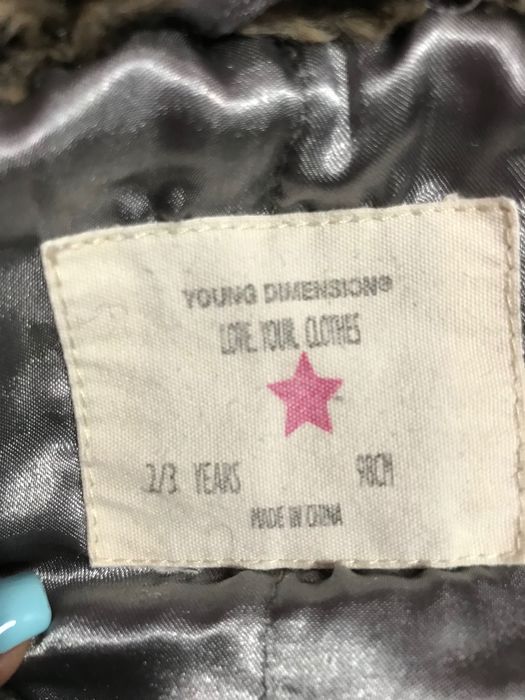 YOUNG DIMENSION®
LOVE YOUR CLOTHES
2/3 YEARS 98CM
MADE IN CHINA